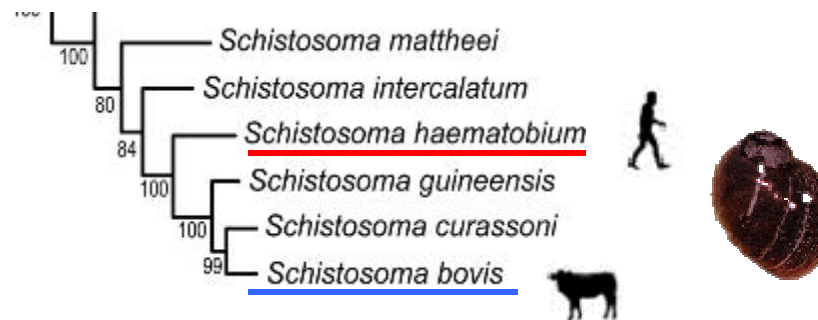 Schistosoma mattheei
100
Schistosoma intercalatum
80
Schistosoma haematobium
84
Schistosoma guineensis
100
Schistosoma curassoni
100
Schistosoma bovis
99